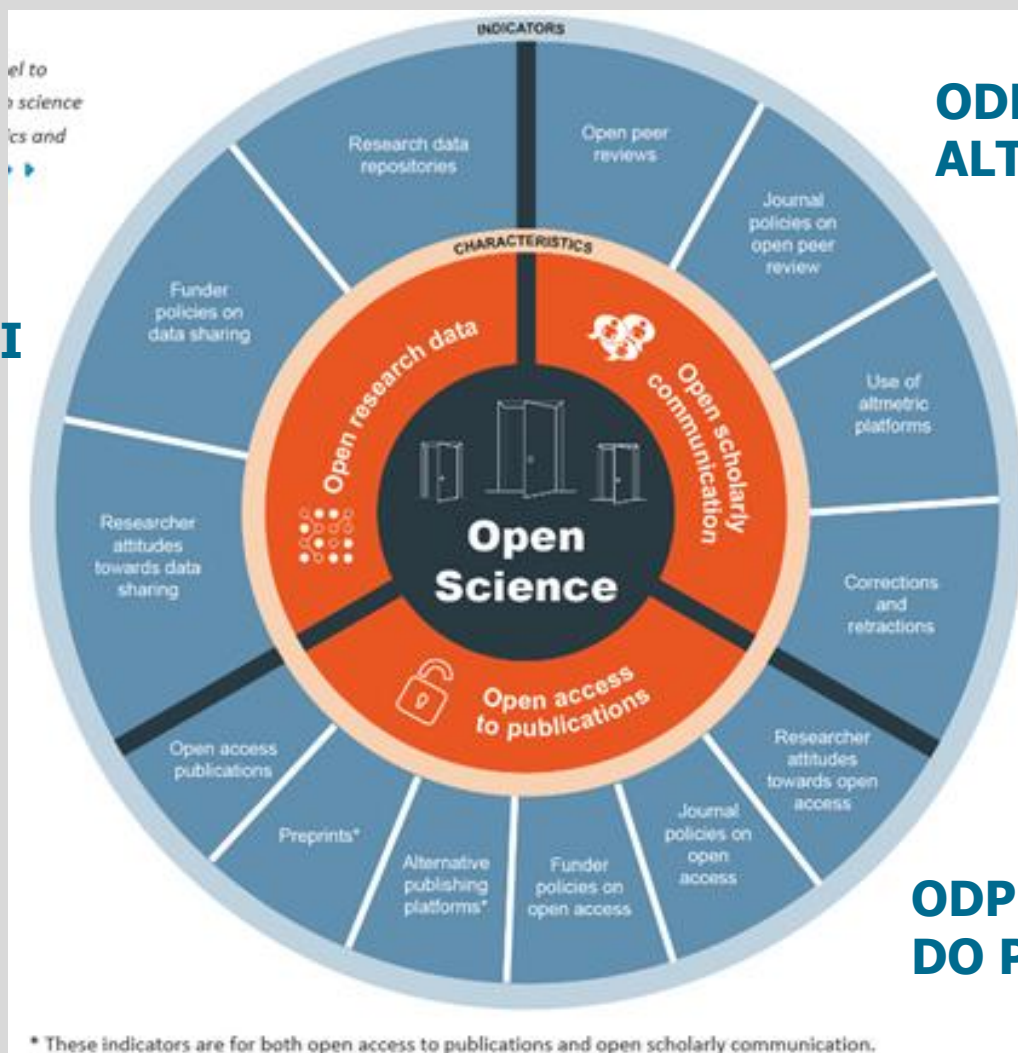 INDICATORS
el to
science
ics and
ODP
ALT
Research data
repositories
Open peer
reviews
Journal
policies on
open peer
review
CHARACTERISTICS
Funder
policies on
data sharing
I
Open research data
Open scholarly
communication
Use of
altmetric
platforms
Open
Science
Researcher
attitudes
towards data
sharing
Corrections
and
retractions
Open access
to publications
Open access
publications
Researcher
attitudes
towards open
access
Preprints*
Journal
policies on
open
access
Alternative
publishing
platforms*
Funder
policies on
open access
ODP
DO P
* These indicators are for both open access to publications and open scholarly communication.